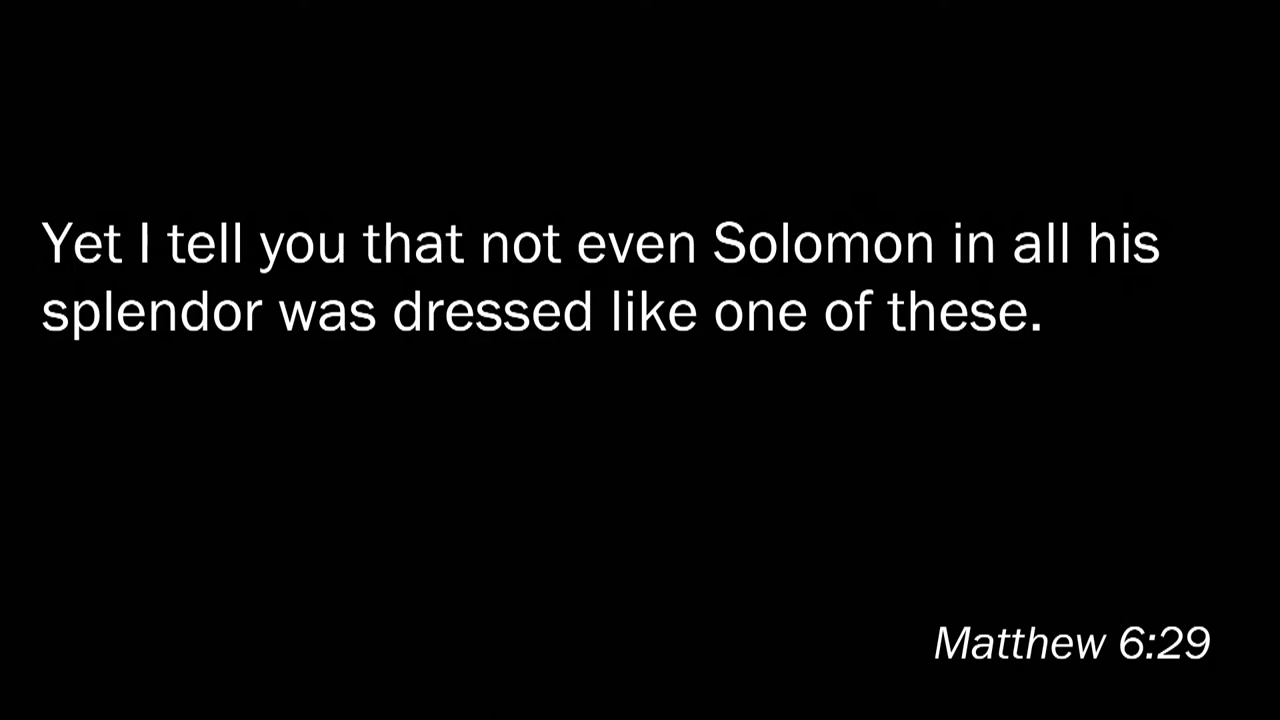 Yet I tell you that not even Solomon in all his
splendor was dressed like one of these.
Matthew 6:29